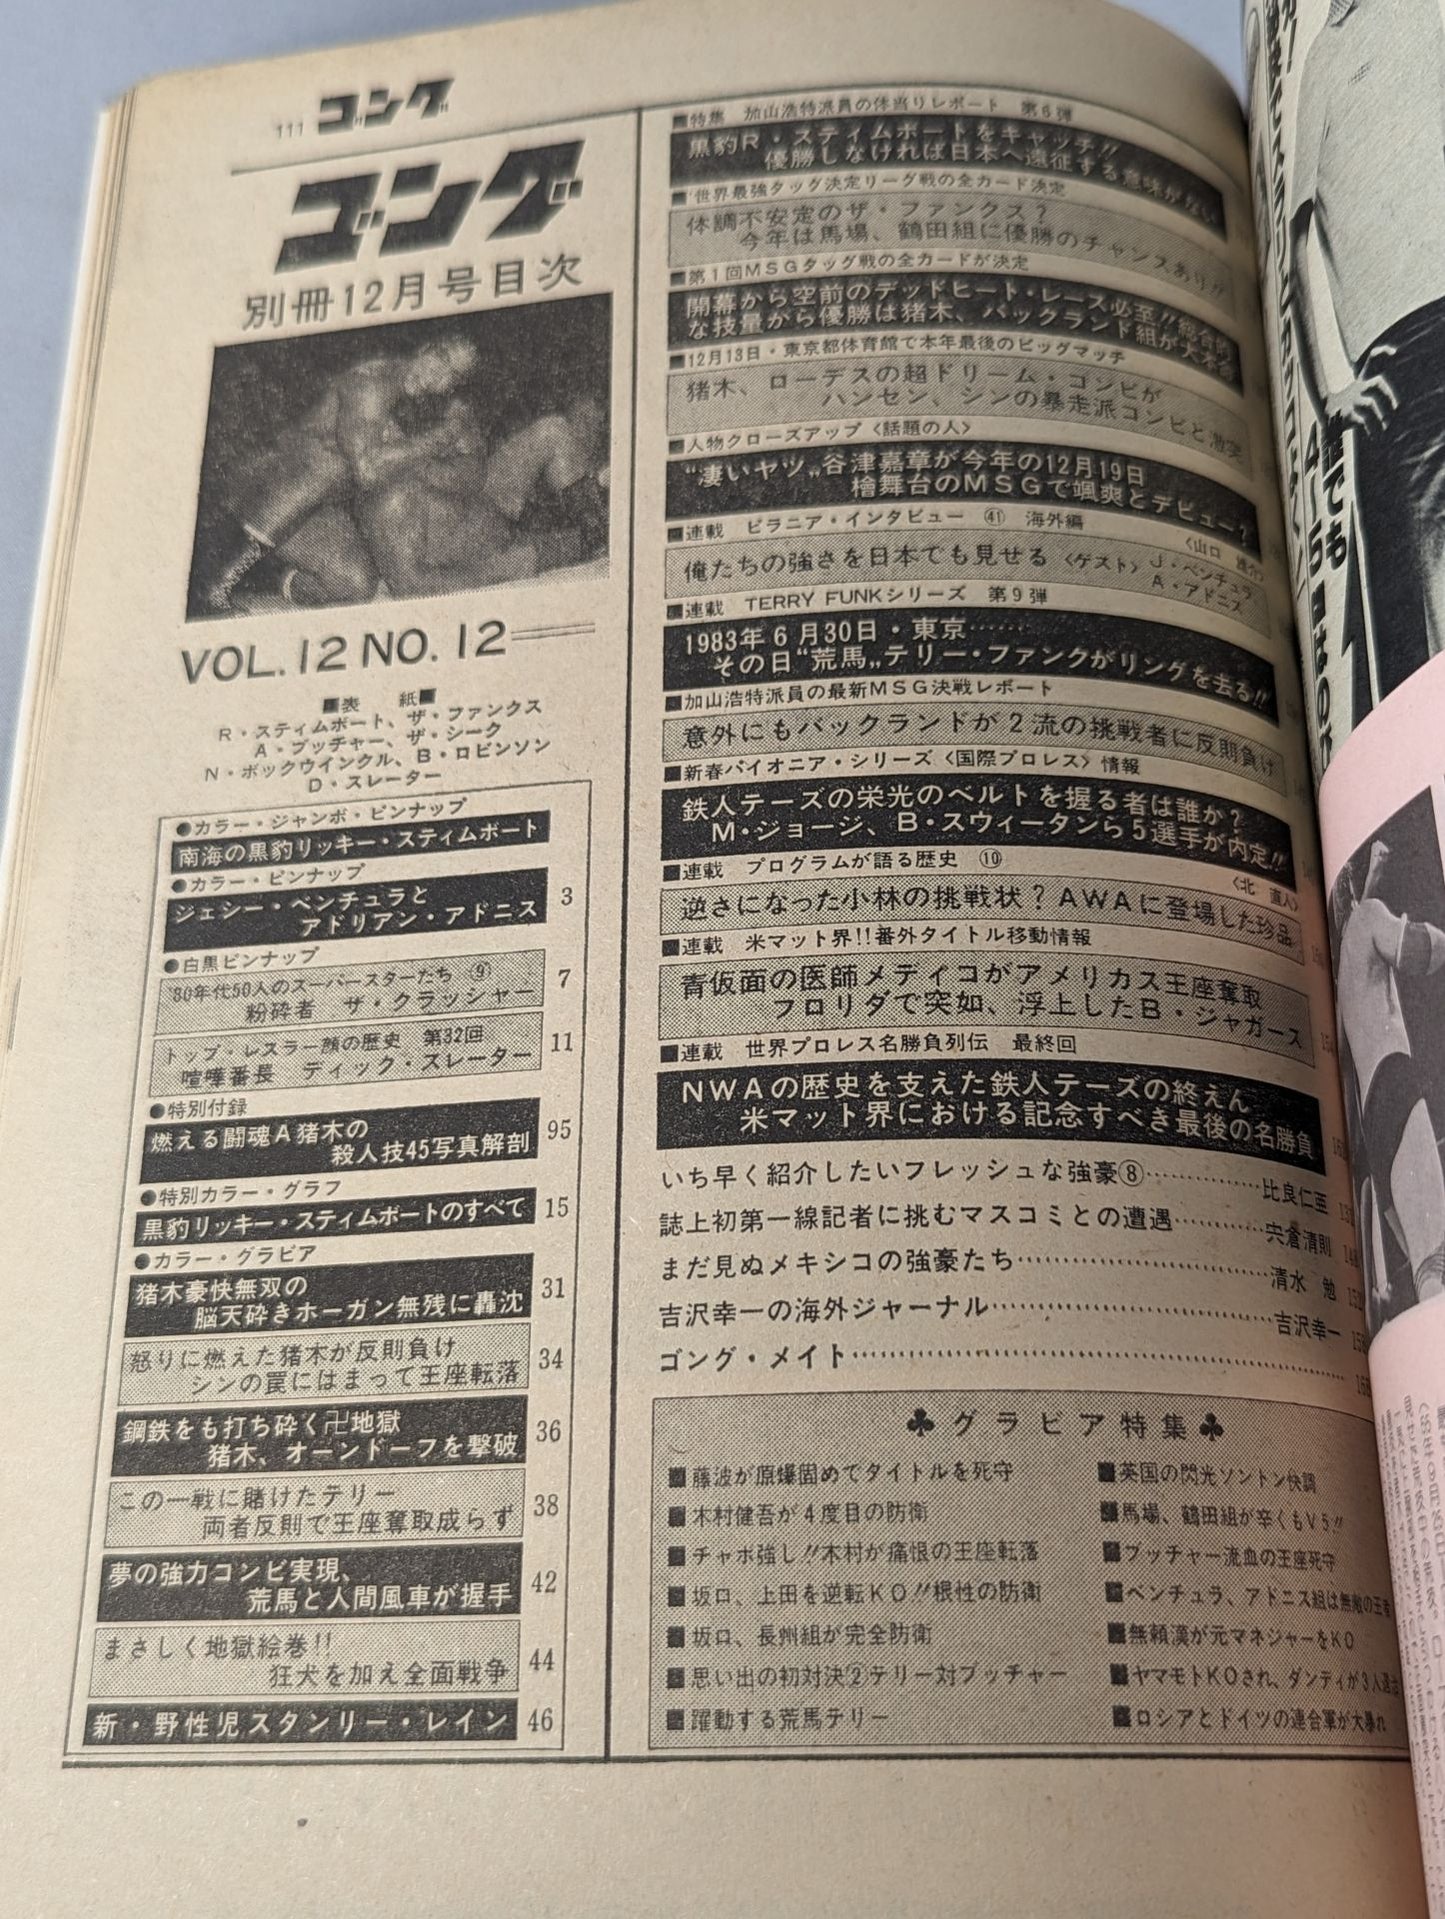 111 ゴング
ゴング
別冊12月号目次
VOL.12 NO.12
■表　紙■
R・スティムボート、ザ・ファンクス
A・ブッチャー、ザ・シーク
N・ボックウインクル、B・ロビンソン
D・スレーター
●カラー・ジャンボ・ピンナップ
南海の黒豹リッキー・スティムボート
●カラー・ピンナップ
ジェシー・ベンチュラと
アドリアン・アドニス 3
●白黒ピンナップ
'80年代50人のスーパースターたち ⑨
粉砕者　ザ・クラッシャー 7
トップ・レスラー顔の歴史　第32回
喧嘩番長　ディック・スレーター 11
●特別付録
燃える闘魂A猪木の
殺人技45写真解剖 95
●特別カラー・グラフ
黒豹リッキー・スティムボートのすべて 15
●カラー・グラビア
猪木豪快無双の
脳天砕きホーガン無残に轟沈 31
怒りに燃えた猪木が反則負け
シンの罠にはまって王座転落 34
鋼鉄をも打ち砕く卍地獄
猪木、オーンドーフを撃破 36
この一戦に賭けたテリー
両者反則で王座奪取成らず 38
夢の強力コンビ実現、
荒馬と人間風車が握手 42
まさしく地獄絵巻!!
狂犬を加え全面戦争 44
新・野性児スタンリー・レイン 46
■特集　加山浩特派員の体当りレポート　第6弾
黒豹R・スティムボートをキャッチ!!
優勝しなければ日本へ遠征する意味がない
■世界最強タッグ決定リーグ戦の全カード決定
体調不安定のザ・ファンクス?
今年は馬場、鶴田組に優勝のチャンスあり
■第1回MSGタッグ戦の全カードが決定
開幕から空前のデッドヒート・レース必至!!総合的
な技量から優勝は猪木、バックランド組が大本命
■12月13日・東京都体育館で本年最後のビッグマッチ
猪木、ローデスの超ドリーム・コンビが
ハンセン、シンの暴走派コンビと激突
■人物クローズアップ〈話題の人〉
“凄いヤツ„谷津嘉章が今年の12月19日
檜舞台のMSGで颯爽とデビュー?
■連載　ピラニア・インタビュー　㊶　海外編
〈山口 雄介〉
俺たちの強さを日本でも見せる〈ゲスト〉J・ベンチュラ
A・アドニス
■連載　TERRY FUNKシリーズ　第9弾
1983年6月30日・東京……
その日“荒馬„テリー・ファンクがリングを去る!!
■加山浩特派員の最新MSG決戦レポート
意外にもバックランドが2流の挑戦者に反則負け
■新春パイオニア・シリーズ〈国際プロレス〉情報
鉄人テーズの栄光のベルトを握る者は誰か?
M・ジョージ、B・スウィータンら5選手が内定!!
■連載　プログラムが語る歴史　⑩
〈北 直人〉
逆さになった小林の挑戦状?AWAに登場した珍品
■連載　米マット界!!番外タイトル移動情報
青仮面の医師メディコがアメリカス王座奪取
フロリダで突如、浮上したB・ジャガース
■連載　世界プロレス名勝負列伝　最終回
NWAの歴史を支えた鉄人テーズの終えん
米マット界における記念すべき最後の名勝負
いち早く紹介したいフレッシュな強豪⑧……………比良仁亜
誌上初第一線記者に挑むマスコミとの遭遇…………宍倉清則
まだ見ぬメキシコの強豪たち…………………………清水　勉
吉沢幸一の海外ジャーナル……………………………吉沢幸一
ゴング・メイト……………………………………………
♣グラビア特集♣
■藤波が原爆固めでタイトルを死守
■木村健吾が4度目の防衛
■チャボ強し!!木村が痛恨の王座転落
■坂口、上田を逆転KO!!根性の防衛
■坂口、長州組が完全防衛
■思い出の初対決②テリー対ブッチャー
■躍動する荒馬テリー
■英国の閃光ソントン快調
■馬場、鶴田組が辛くもV5!!
■ブッチャー流血の王座死守
■ベンチュラ、アドニス組は無敵の王者
■無頼漢が元マネジャーをKO
■ヤマモトKOされ、ダンディが3人
■ロシアとドイツの連合軍が大暴れ